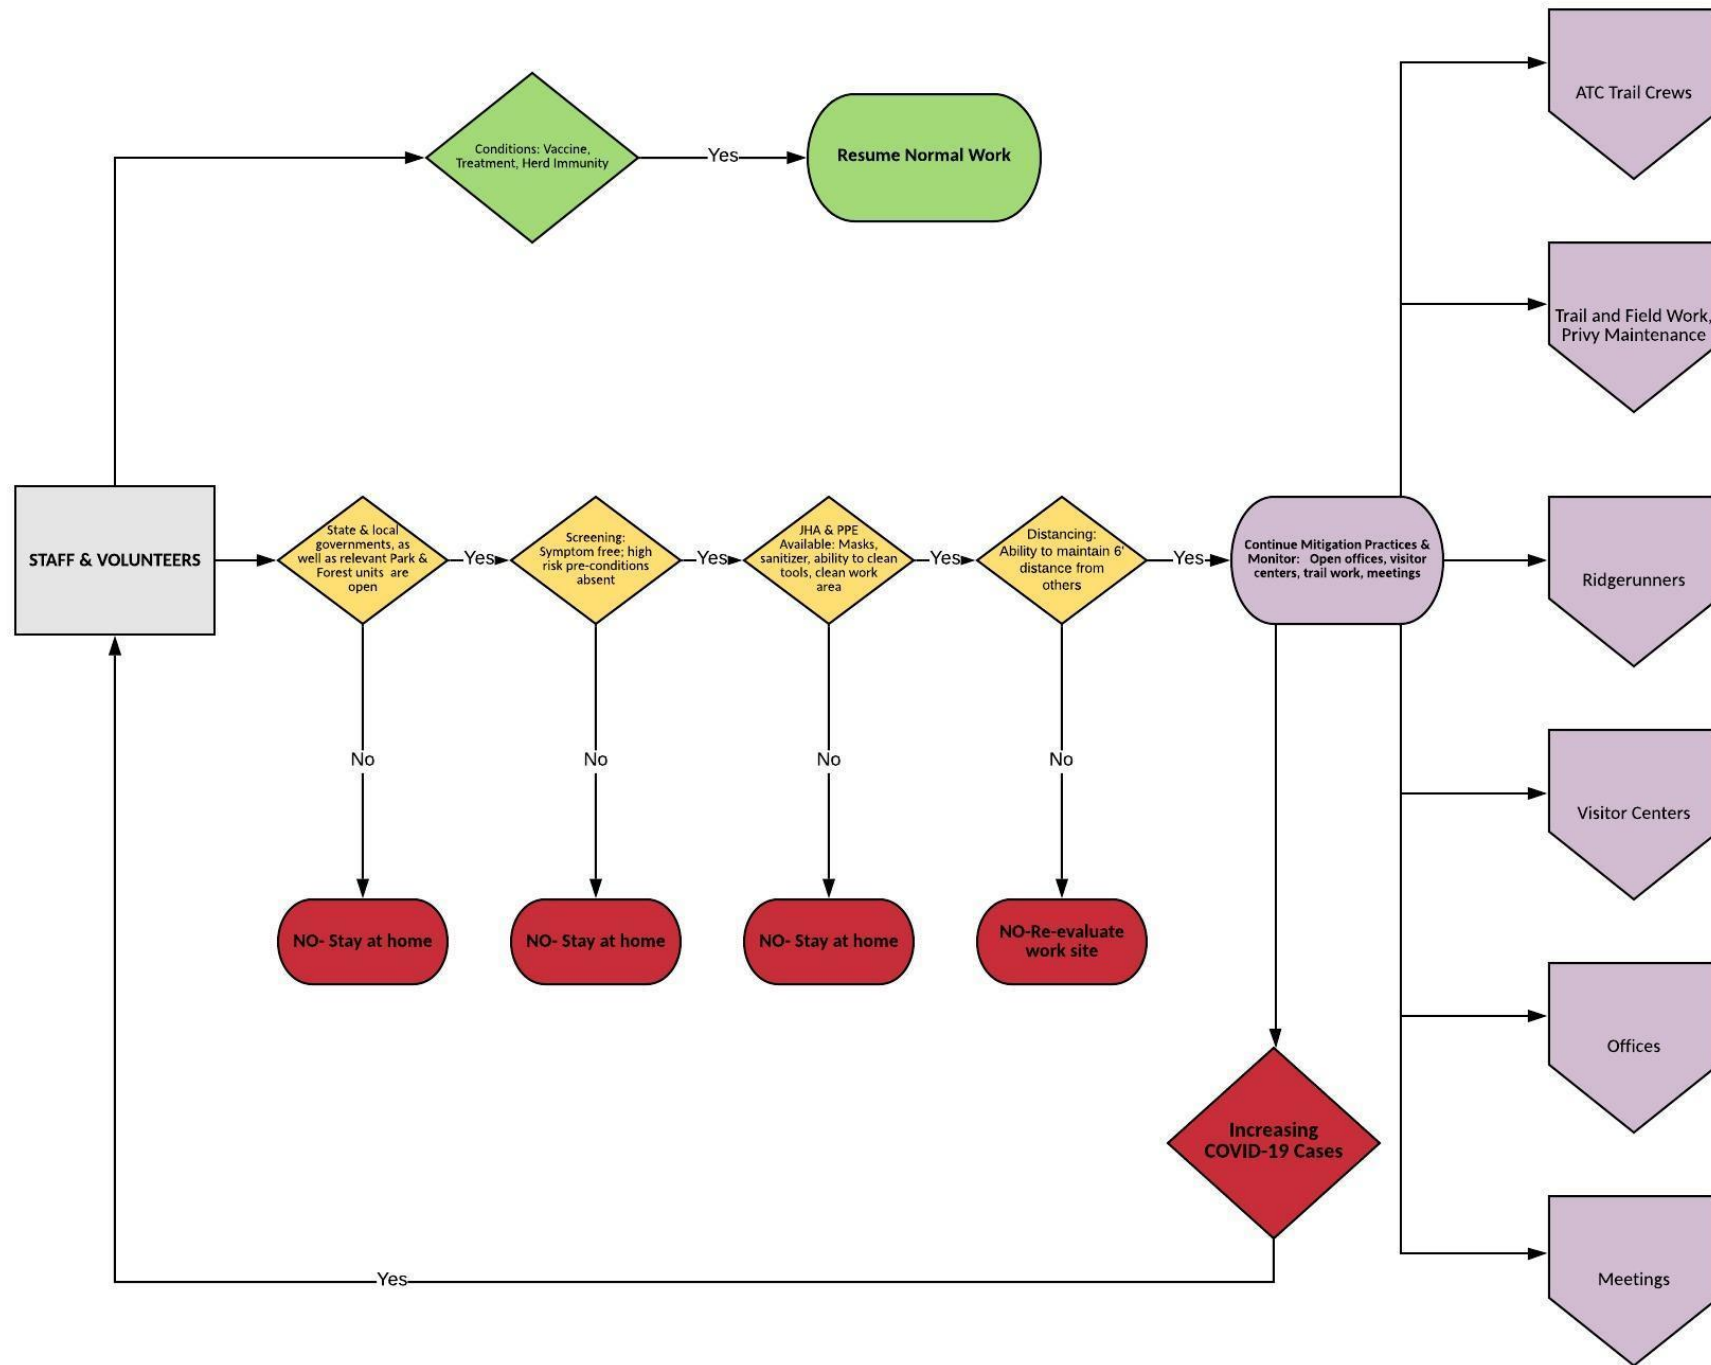 ATC Trail Crews
Conditions: Vaccine,
Treatment, Herd Immunity
Yes
Resume Normal Work
Trail and Field Work,
Privy Maintenance
STAFF & VOLUNTEERS
State & local
governments, as
well as relevant Park &
Forest units are
open
Yes
Screening:
Symptom free; high
risk pre-conditions
absent
Yes
JHA & PPE
Available: Masks,
sanitizer, ability to clean
tools, clean work
area
Yes
Distancing:
Ability to maintain 6'
distance from
others
Yes
Continue Mitigation Practices &
Monitor: Open offices, visitor
centers, trail work, meetings
Ridgerunners
No
No
No
No
Visitor Centers
NO- Stay at home
NO- Stay at home
NO- Stay at home
NO-Re-evaluate
work site
Offices
Increasing
COVID-19 Cases
Yes
Meetings